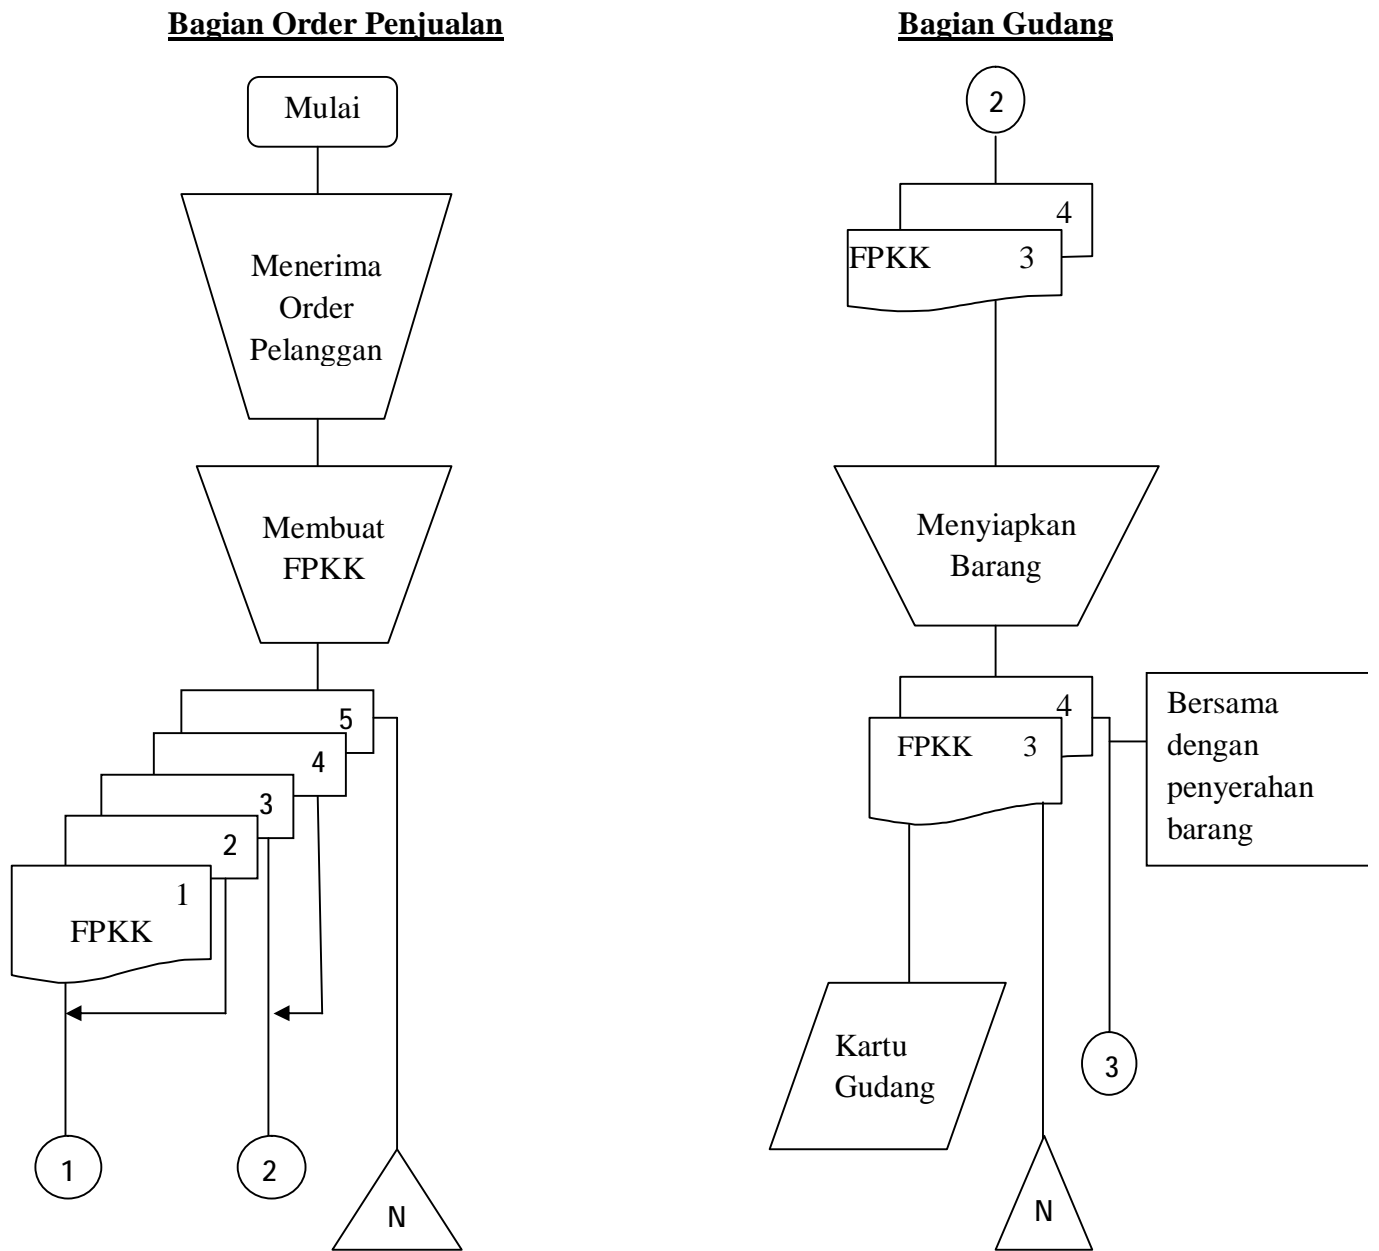 Bagian Order Penjualan
Mulai
Menerima
Order
Pelanggan
Membuat
FPKK
5
4
3
2
1
FPKK
1
2
N
Bagian Gudang
2
4
FPKK 3
Menyiapkan
Barang
4
FPKK 3
Bersama
dengan
penyerahan
barang
Kartu
Gudang
3
N